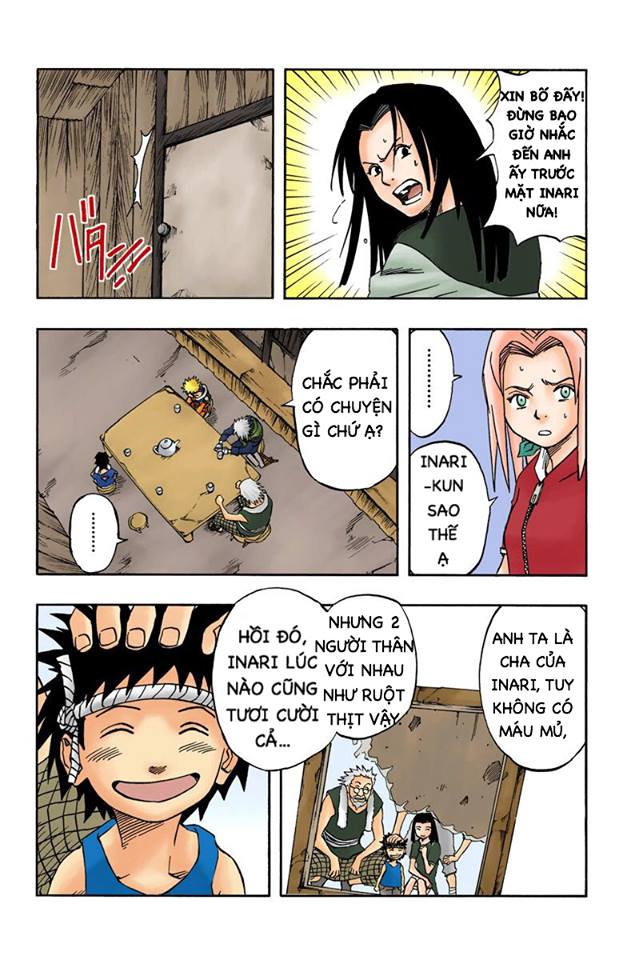 XIN BỐ ĐẤY!
ĐỪNG BẠO
GIỜ NHẮC
ĐẾN ANH
ẤY TRƯỚC
MẶT INARI
NỮA!
バタン
.........
INARI
-KUN
SAO
THẾ
Ạ
CHẮC PHẢI
CÓ CHUYỆN
GÌ CHỨ Ạ?
.........
ANH TA LÀ
CHA CỦA
INARI, TUY
KHÔNG CÓ
MÁU MỦ,
NHƯNG 2
NGƯỜI THÂN
VỚI NHAU
NHƯ RUỘT
THỊT VẬY
HỒI ĐÓ,
INARI LÚC
NÀO CŨNG
TƯƠI CƯỜI
CẢ...